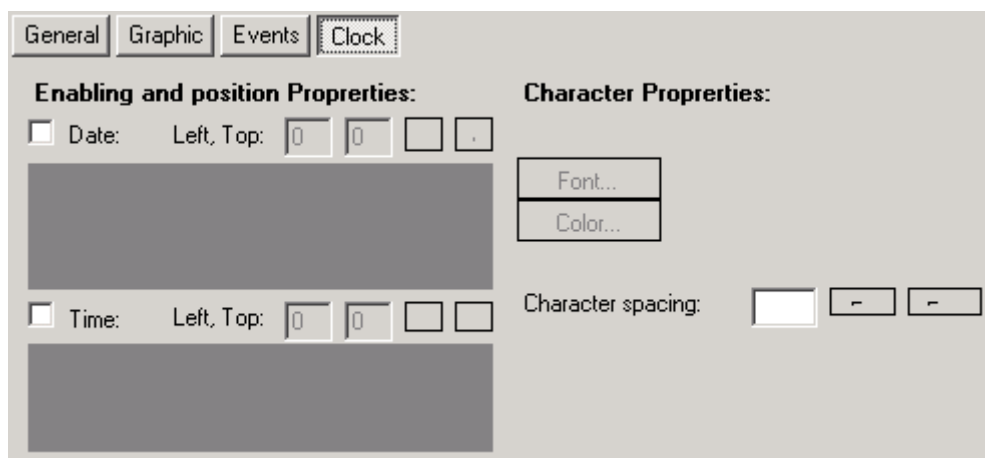 General Graphic Events Clock
Enabling and position Proprerties:
Date: Left, Top: 0 0
Time: Left, Top: 0 0
Character Proprerties:
Font...
Color...
Character spacing: